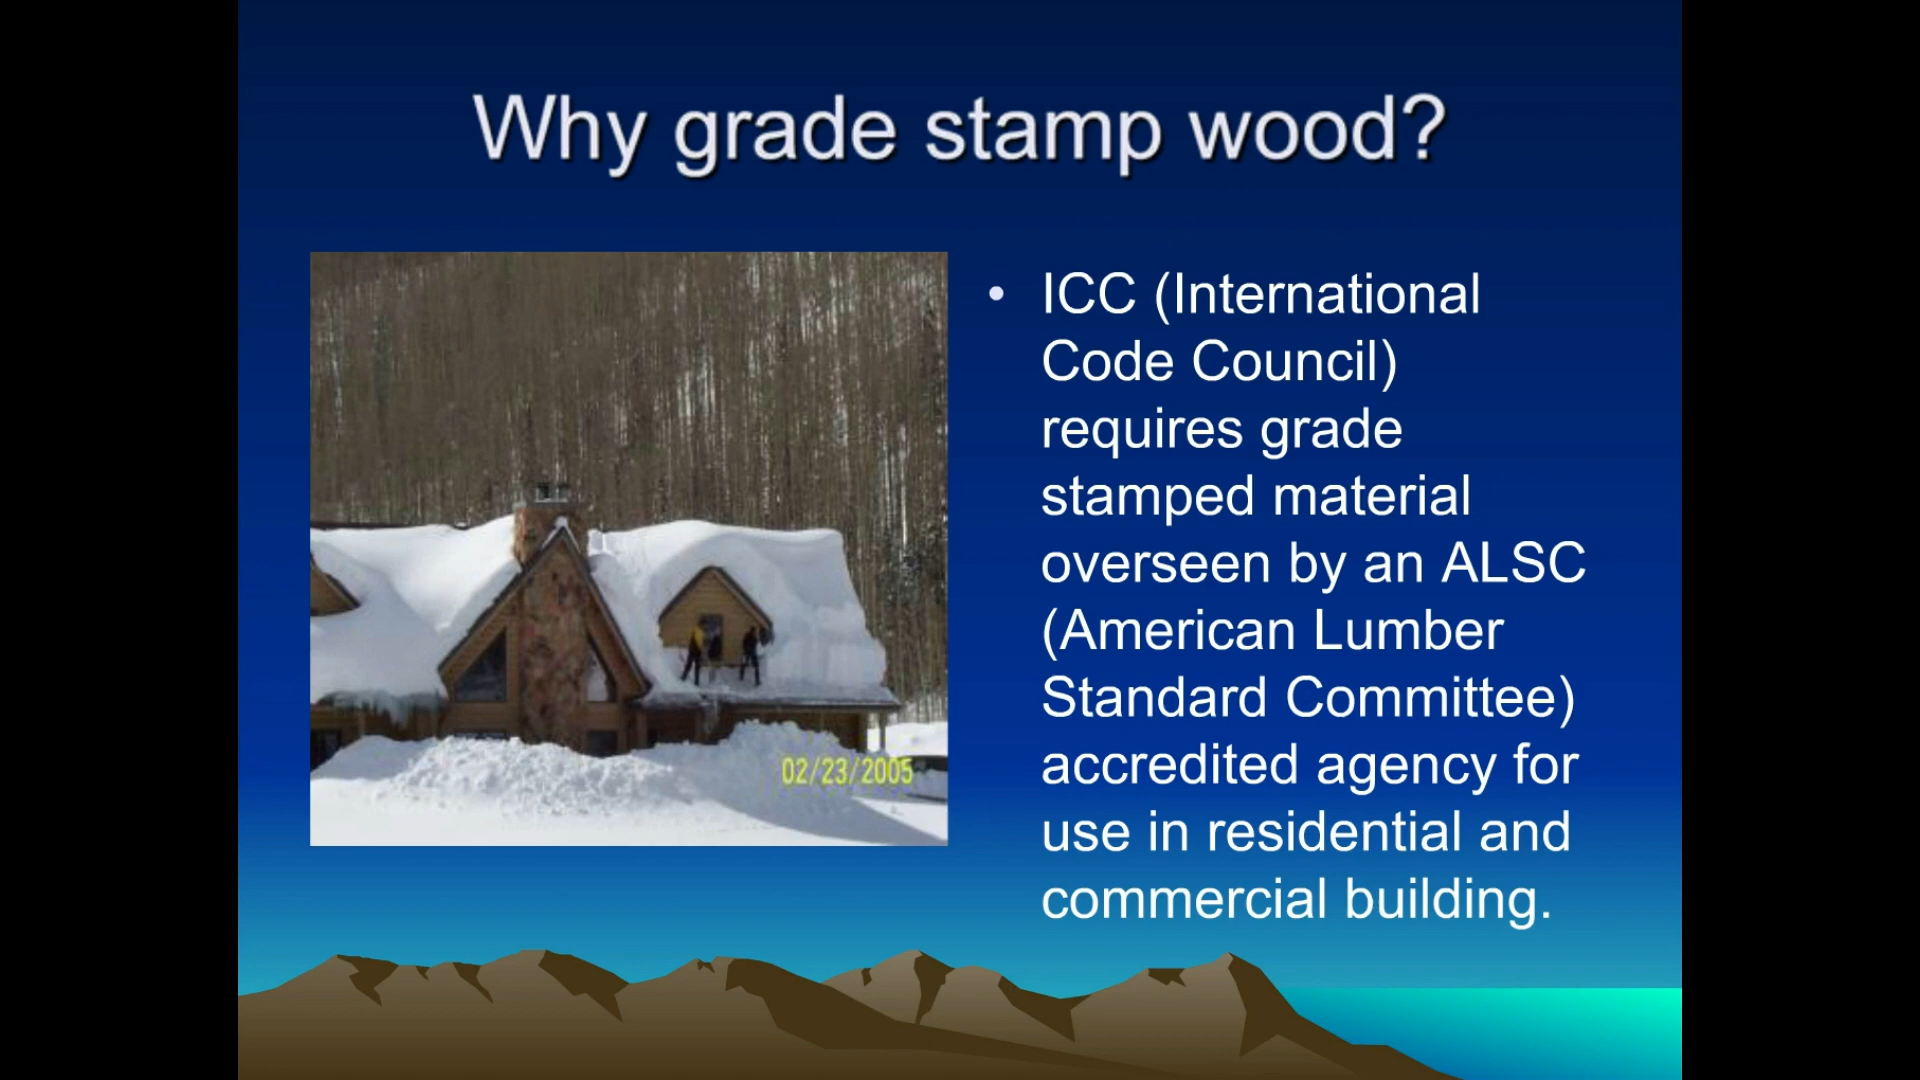 Why grade stamp wood?
• ICC (International
Code Council)
requires grade
stamped material
overseen by an ALSC
(American Lumber
Standard Committee)
accredited agency for
use in residential and
commercial building.
02/23/2005